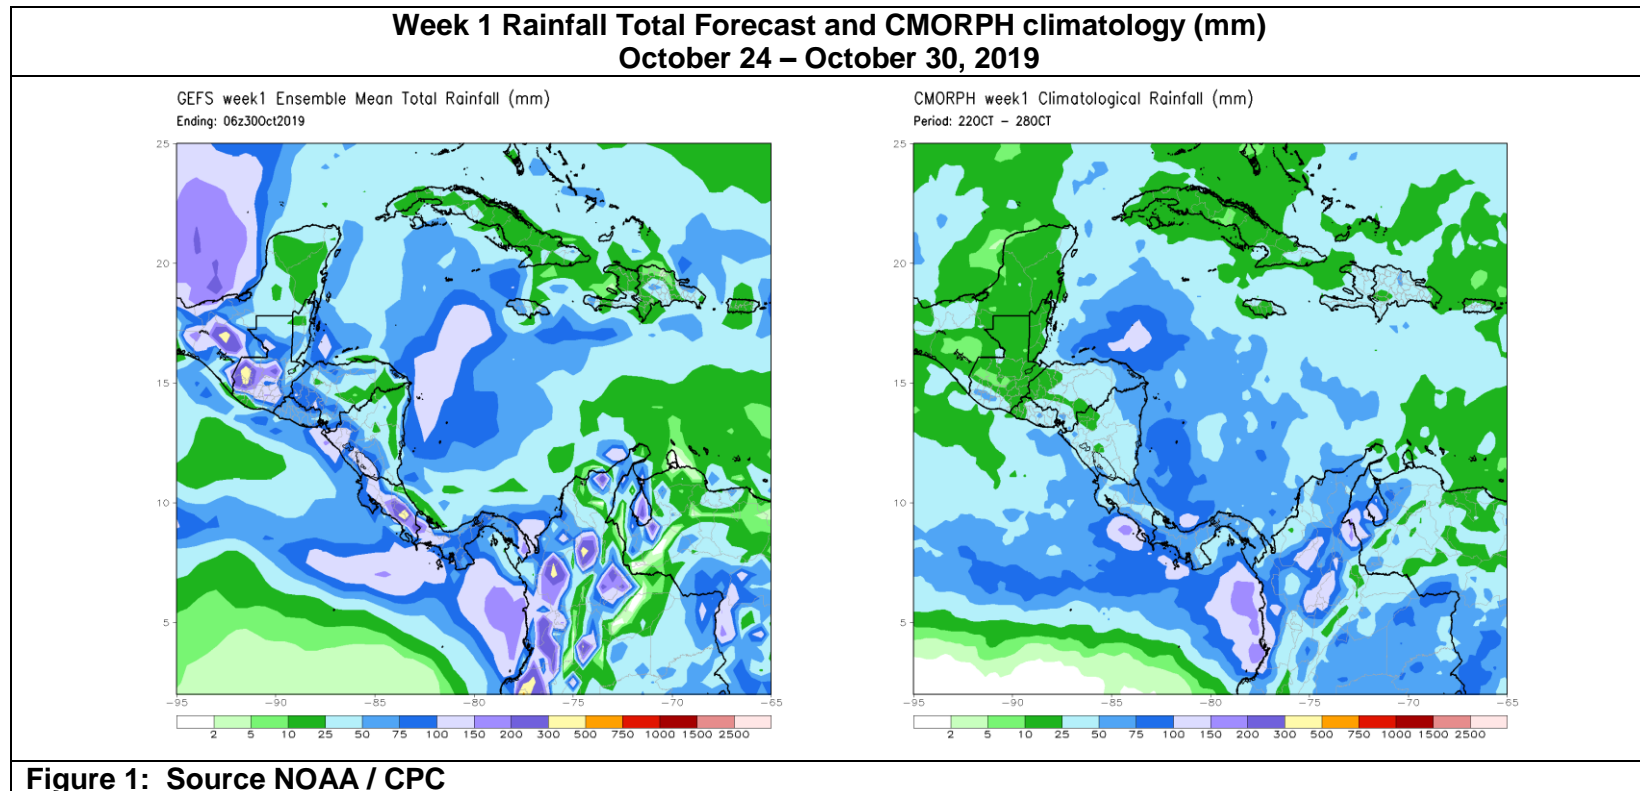 Week 1 Rainfall Total Forecast and CMORPH climatology (mm)
October 24 – October 30, 2019
GEFS week1 Ensemble Mean Total Rainfall (mm)
Ending: 06z30Oct2019
CMORPH week1 Climatological Rainfall (mm)
Period: 22OCT - 28OCT
25
20
15
10
5
-95 -90 -85 -80 -75 -70 -65
2 5 10 25 50 75 100 150 200 300 500 750 1000 1500 2500
25
20
15
10
5
-95 -90 -85 -80 -75 -70 -65
2 5 10 25 50 75 100 150 200 300 500 750 1000 1500 2500
Figure 1: Source NOAA / CPC